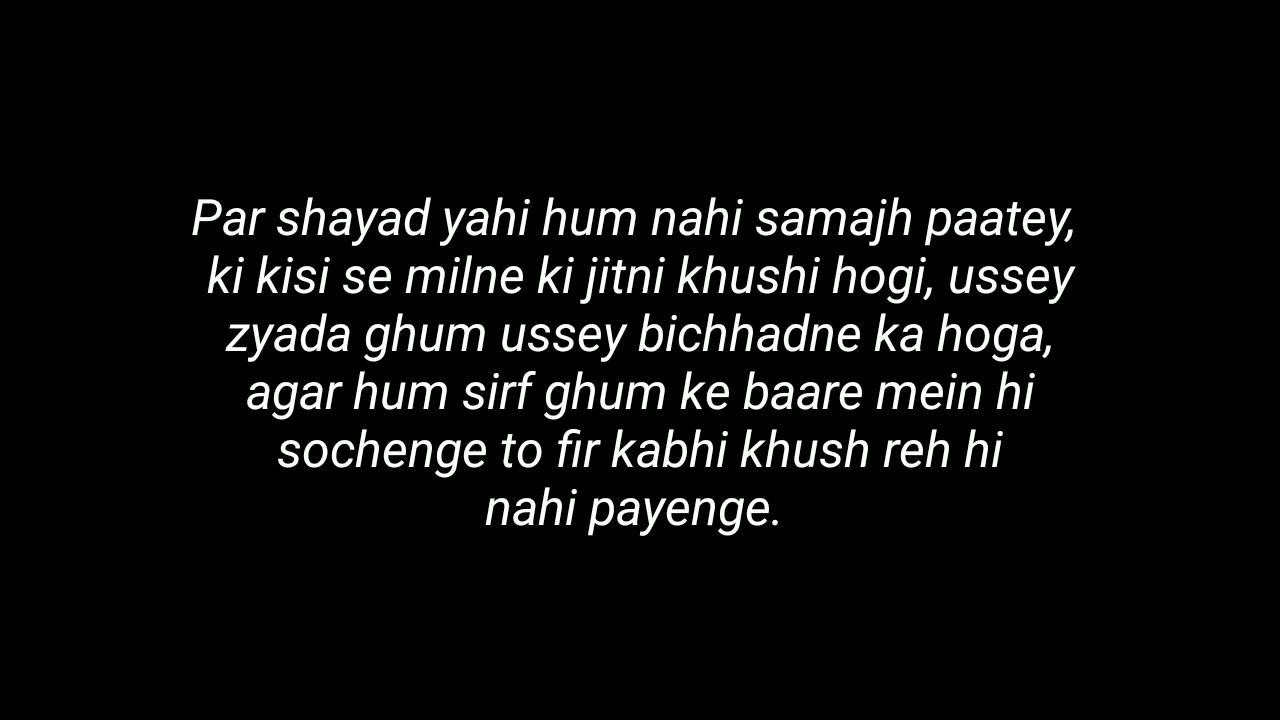 Par shayad yahi hum nahi samajh paatey,
ki kisi se milne ki jitni khushi hogi, ussey
zyada ghum ussey bichhadne ka hoga,
agar hum sirf ghum ke baare mein hi
sochenge to fir kabhi khush reh hi
nahi payenge.